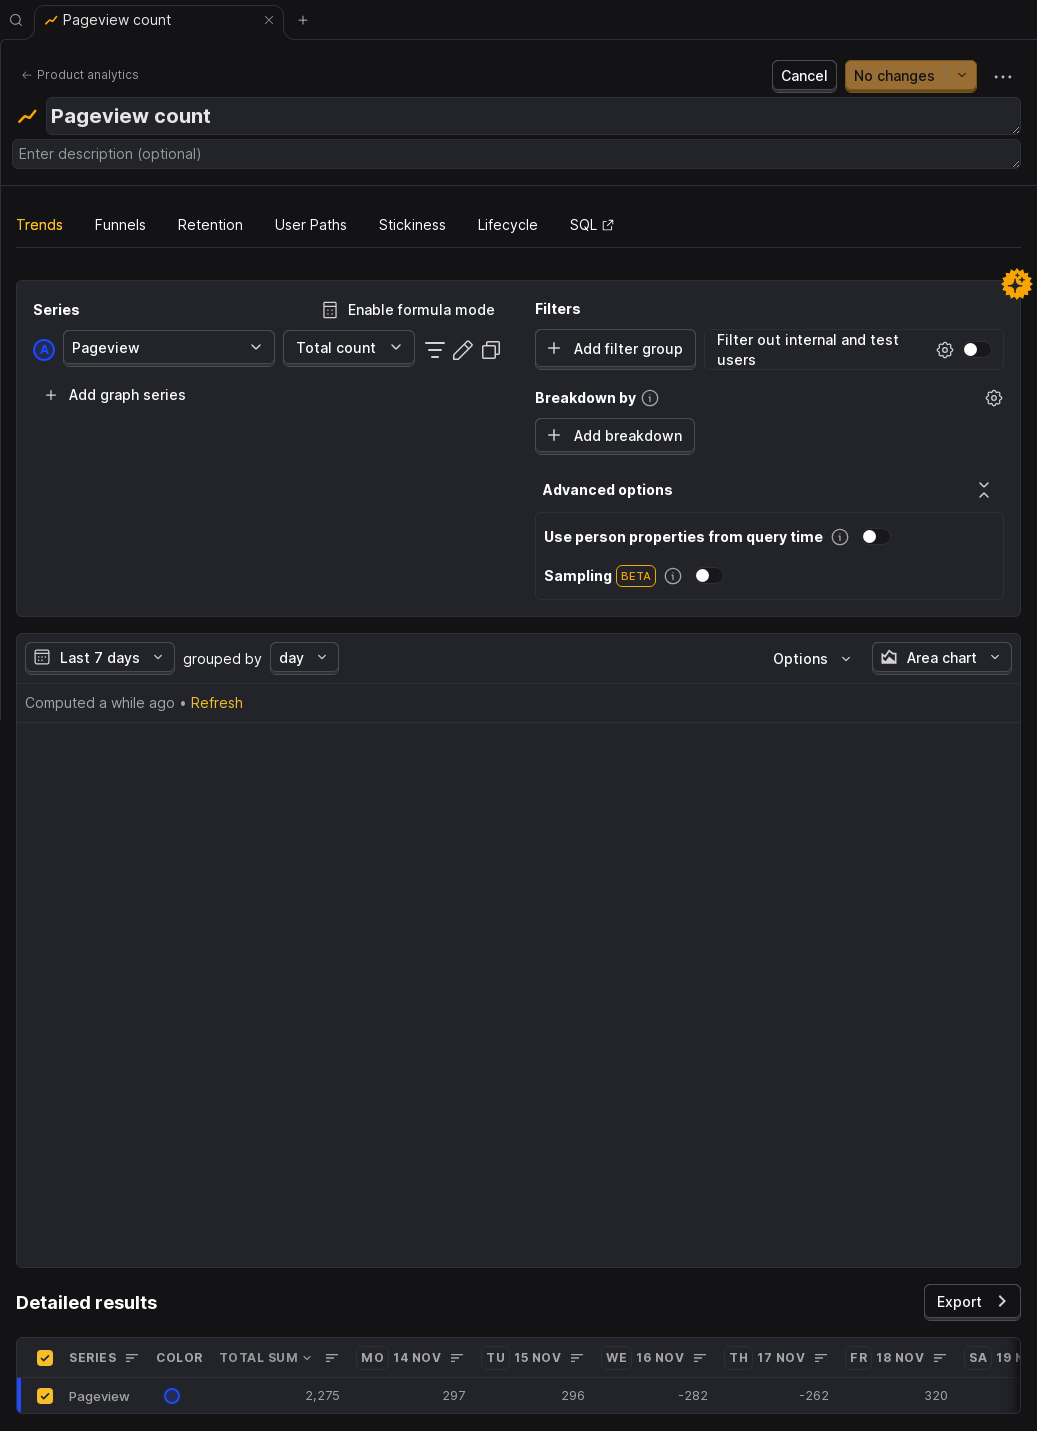 Pageview count
Product analytics
Cancel
No changes
Pageview count
Enter description (optional)
Trends
Funnels
Retention
User Paths
Stickiness
Lifecycle
SQL
Series
Enable formula mode
A
Pageview
Total count
Add graph series
Filters
Add filter group
Filter out internal and test
users
Breakdown by
Add breakdown
Advanced options
Use person properties from query time
Sampling BETA
Last 7 days
grouped by
day
Options
Area chart
Computed a while ago • Refresh
Detailed results
Export
SERIES COLOR TOTAL SUM MO 14 NOV TU 15 NOV WE 16 NOV TH 17 NOV FR 18 NOV SA 19
Pageview 2,275 297 296 -282 -262 320